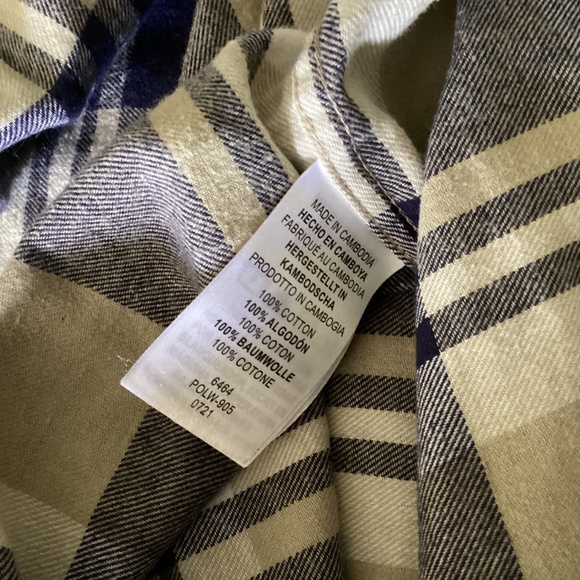 MADE IN CAMBODIA
HECHO EN CAMBOYA
FABRIQUÉ AU CAMBODIA
HERGESTELLT IN
KAMBODSCHA
PRODOTTO IN CAMBOGIA
100% COTTON
100% ALGODÓN
100% COTON
100% BAUMWOLLE
100% COTONE
6464
POLW-905
0721